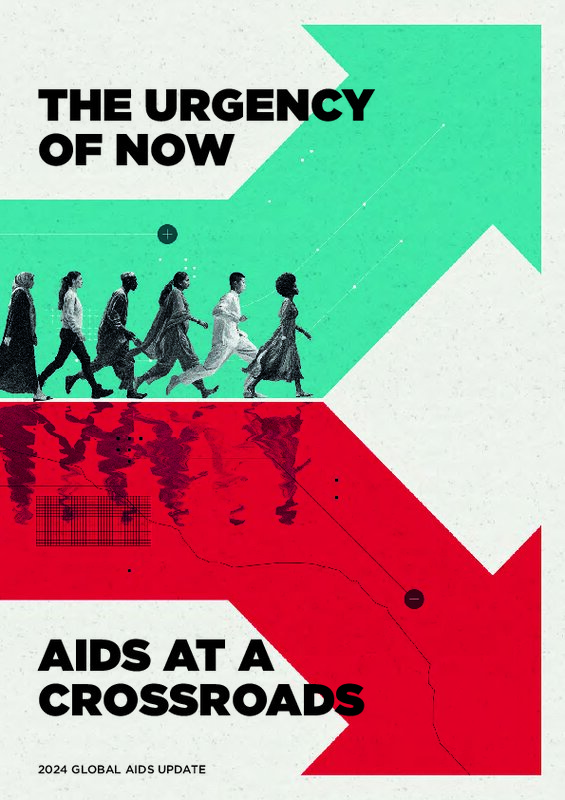 THE URGENCY
OF NOW
AIDS AT A
CROSSROADS
2024 GLOBAL AIDS UPDATE